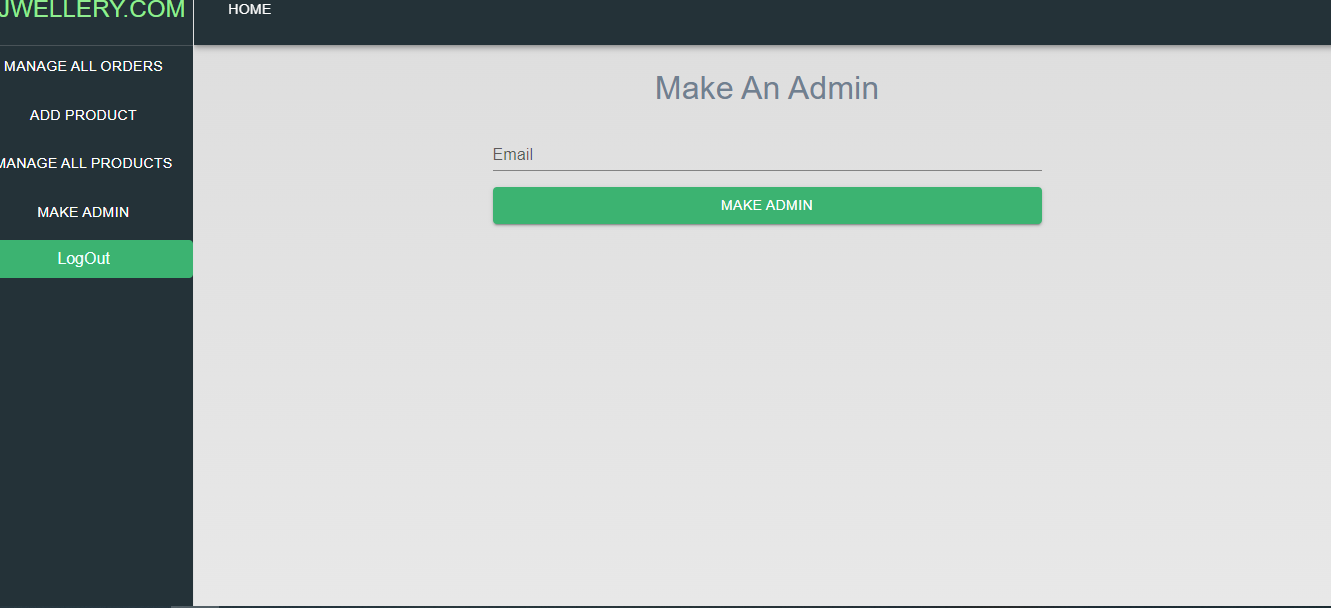 JWELLERY.COM
HOME
MANAGE ALL ORDERS
ADD PRODUCT
MANAGE ALL PRODUCTS
MAKE ADMIN
LogOut
Make An Admin
Email
MAKE ADMIN